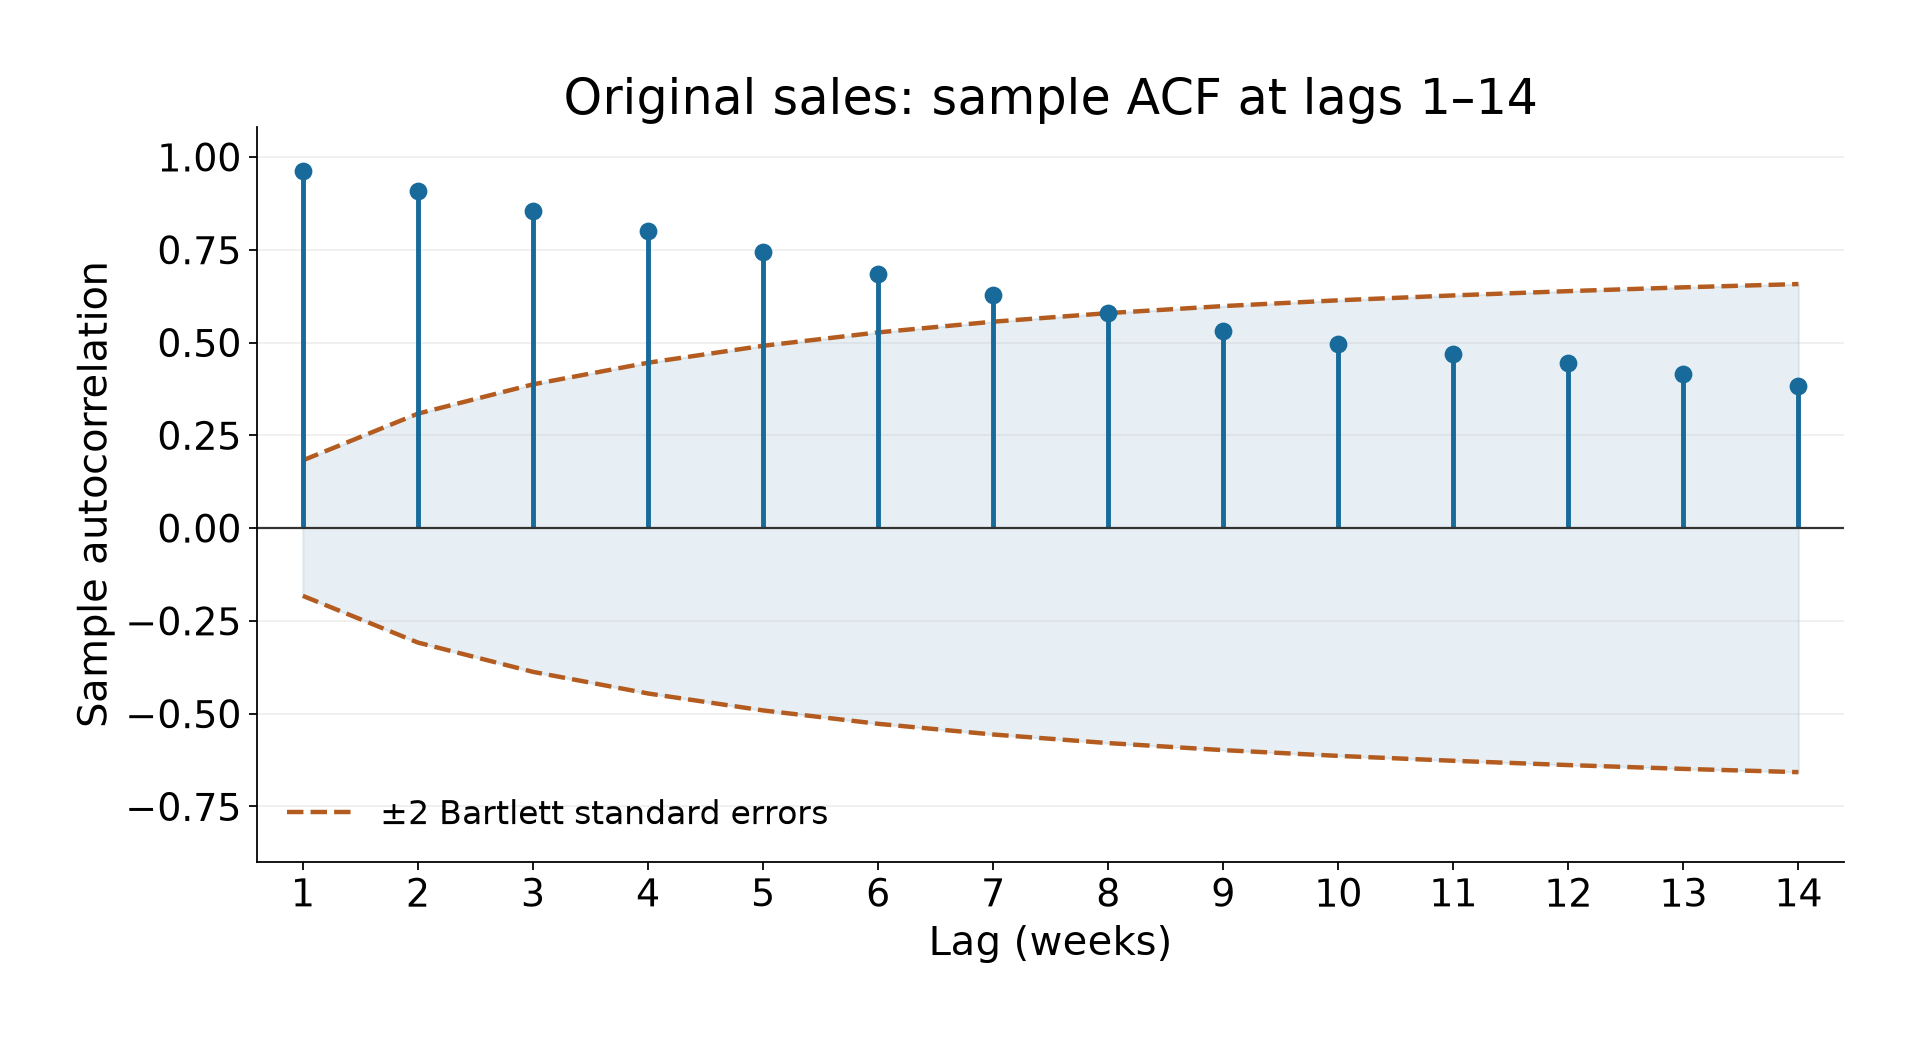 Original sales: sample ACF at lags 1–14
Sample autocorrelation
1.00
0.75
0.50
0.25
0.00
−0.25
−0.50
−0.75
±2 Bartlett standard errors
1 2 3 4 5 6 7 8 9 10 11 12 13 14
Lag (weeks)